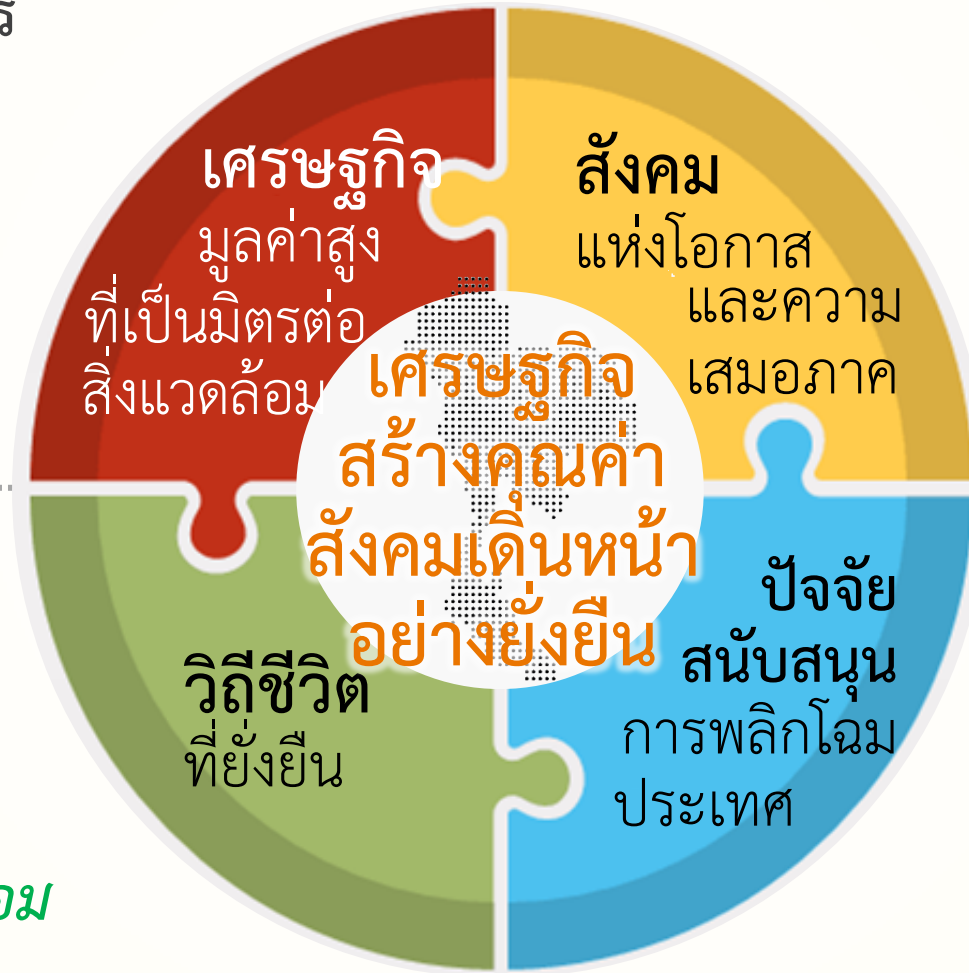 เศรษฐกิจ
มูลค่าสูง
ที่เป็นมิตรต่อ
สิ่งแวดล้อม
สังคม
แห่งโอกาส
และความ
เสมอภาค
เศรษฐกิจ
สร้างคุณค่า
สังคมเดินหน้า
อย่างยั่งยืน
วิถีชีวิต
ที่ยั่งยืน
ปัจจัย
สนับสนุน
การพลิกโฉม
ประเทศ